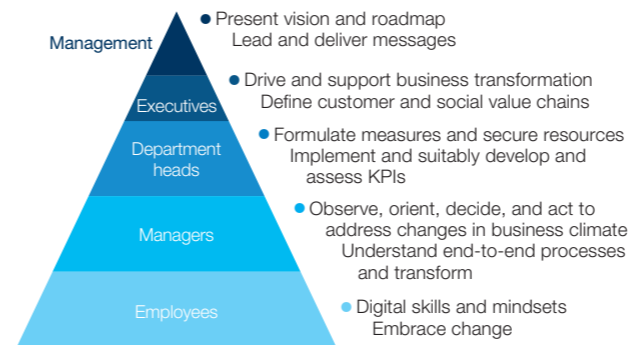 Management
● Present vision and roadmap
Lead and deliver messages
Executives
● Drive and support business transformation
Define customer and social value chains
Department
heads
● Formulate measures and secure resources
Implement and suitably develop and
assess KPIs
Managers
● Observe, orient, decide, and act to
address changes in business climate
Understand end-to-end processes
and transform
Employees
● Digital skills and mindsets
Embrace change